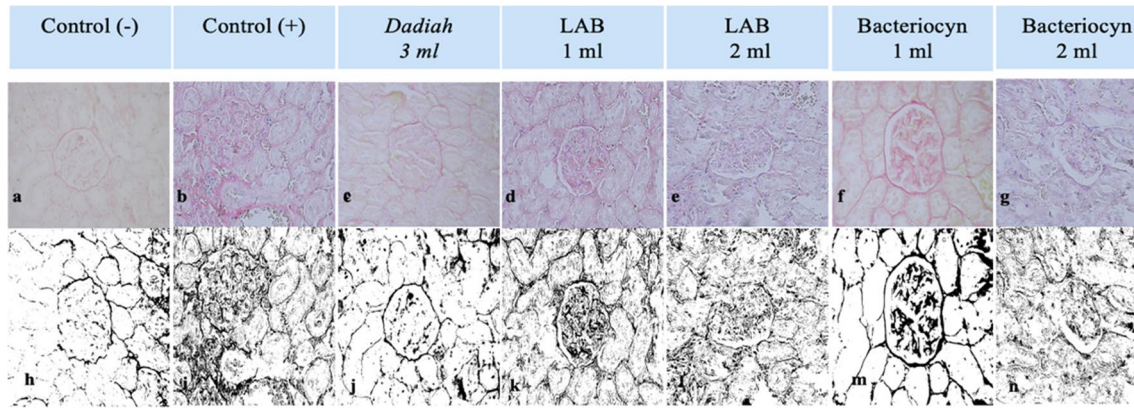 Control (-)
Control (+)
Dadiah
3 ml
LAB
1 ml
LAB
2 ml
Bacteriocyn
1 ml
Bacteriocyn
2 ml
a
b
c
d
e
f
g
h
i
j
k
l
m
n